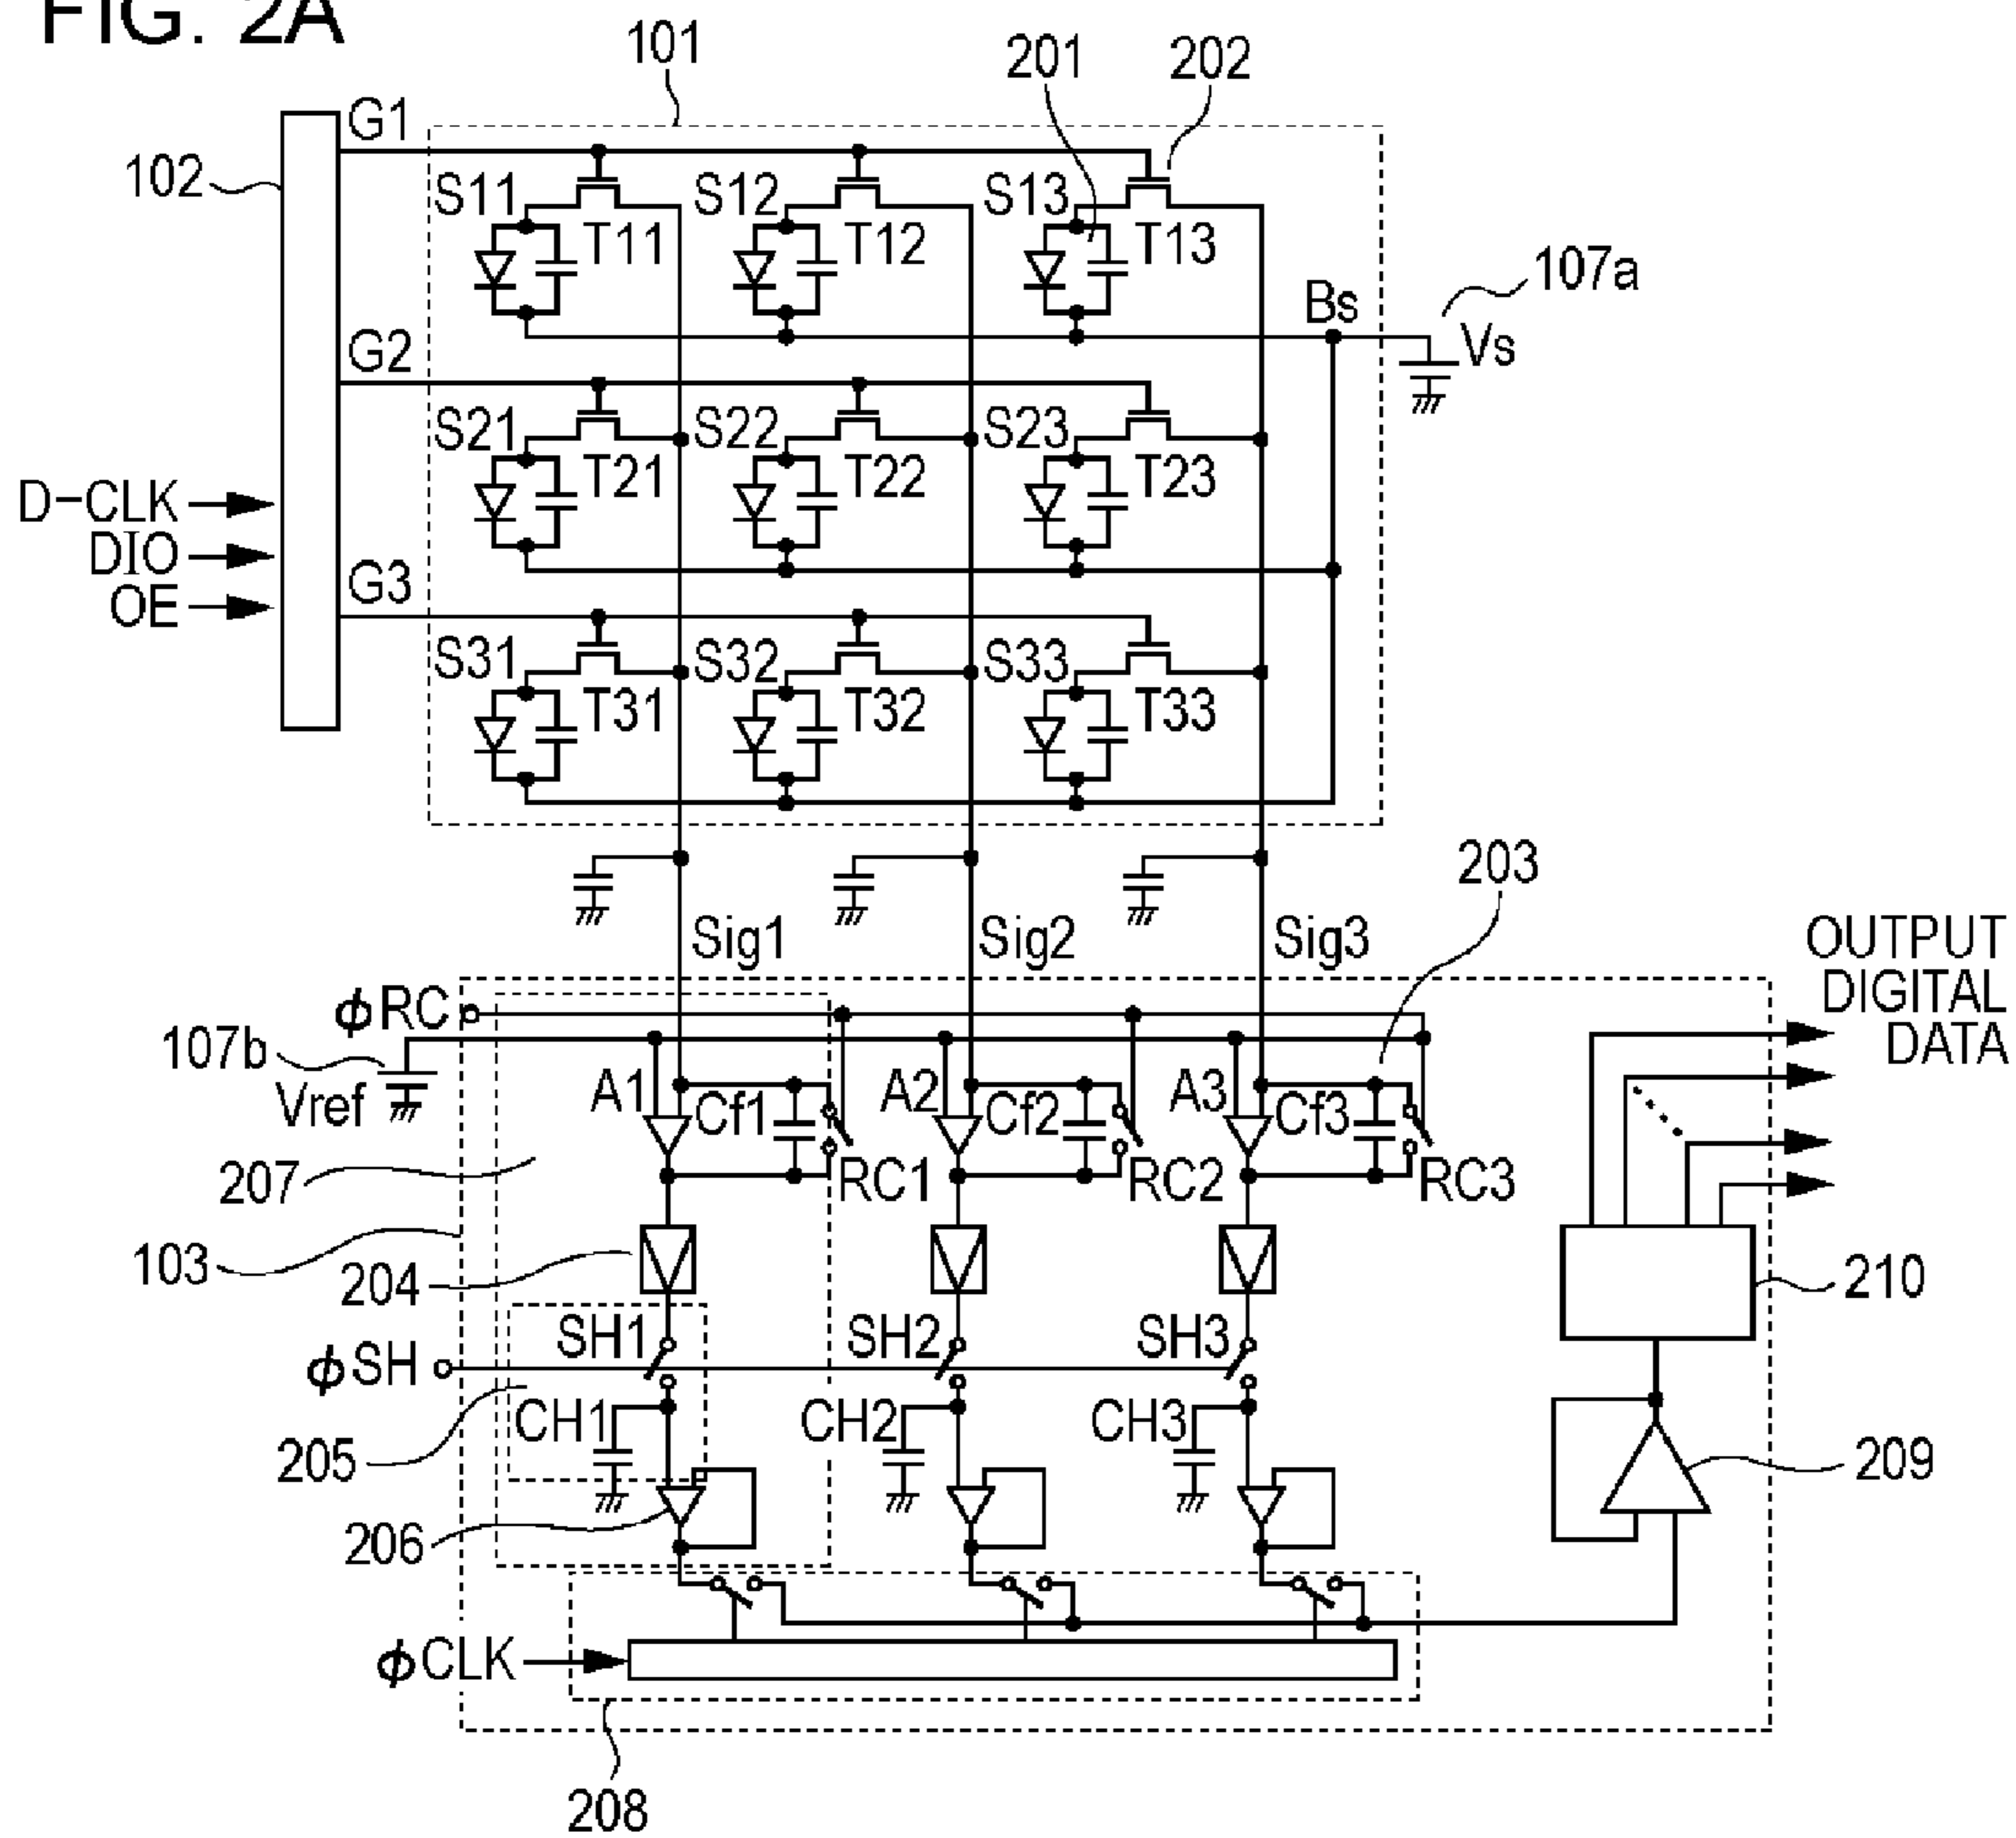 FIG. 2A
101
201
202
G1
102
S11
S12
S13
T11
T12
T13
107a
Bs
Vs
G2
S21
S22
S23
T21
T22
T23
D-CLK
DIO
OE
G3
S31
S32
S33
T31
T32
T33
203
Sig1
Sig2
Sig3
OUTPUT
DIGITAL
DATA
ϕRC
107b
Vref
A1
Cf1
A2
Cf2
A3
Cf3
RC1
RC2
RC3
207
103
204
210
SH1
SH2
SH3
ϕSH
CH1
CH2
CH3
205
209
206
ϕCLK
208